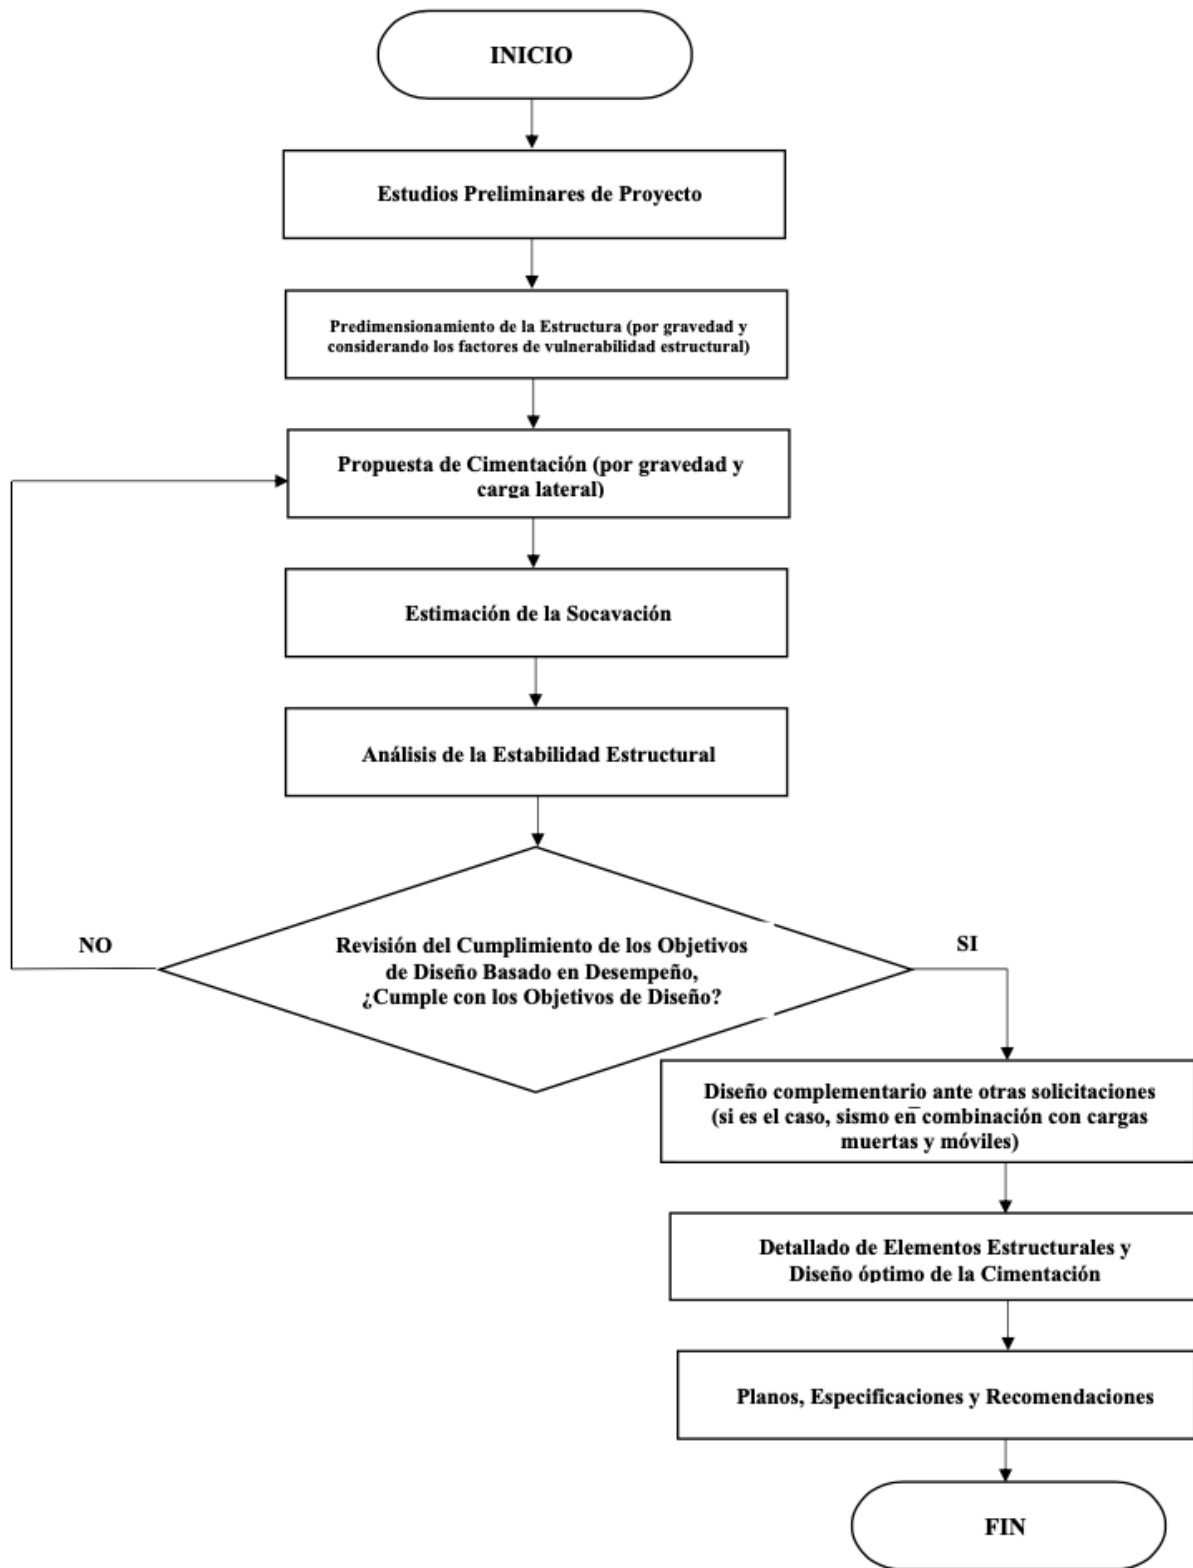 INICIO
Estudios Preliminares de Proyecto
Predimensionamiento de la Estructura (por gravedad y
considerando los factores de vulnerabilidad estructural)
Propuesta de Cimentación (por gravedad y
carga lateral)
Estimación de la Socavación
Análisis de la Estabilidad Estructural
NO
Revisión del Cumplimiento de los Objetivos
de Diseño Basado en Desempeño,
¿Cumple con los Objetivos de Diseño?
SI
Diseño complementario ante otras solicitaciones
(si es el caso, sismo en combinación con cargas
muertas y móviles)
Detallado de Elementos Estructurales y
Diseño óptimo de la Cimentación
Planos, Especificaciones y Recomendaciones
FIN